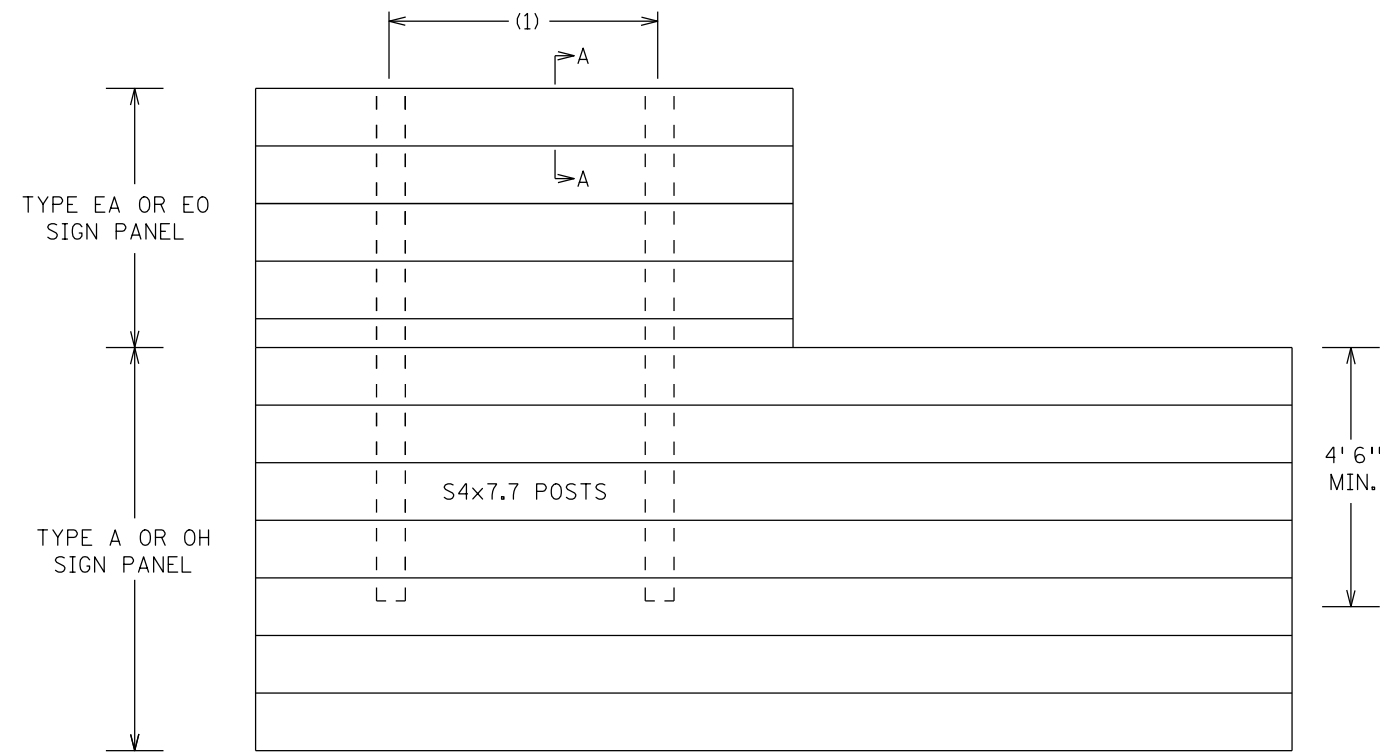 (1)
A
A
TYPE EA OR EO
SIGN PANEL
4'6"
MIN.
S4x7.7 POSTS
TYPE A OR OH
SIGN PANEL